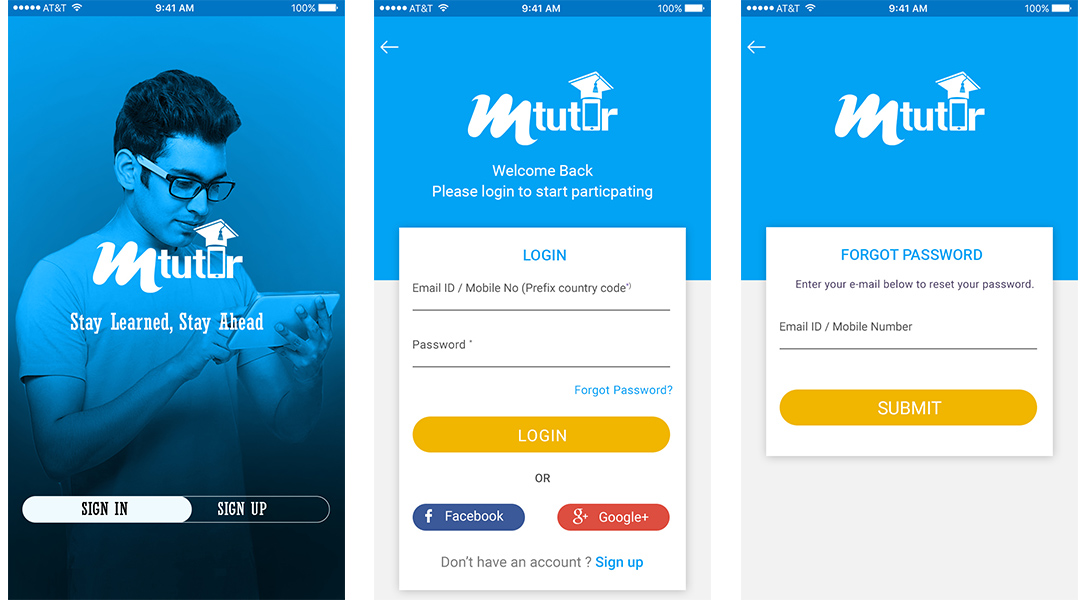 AT&T 9:41 AM 100%
Mtutor
Stay Learned, Stay Ahead
SIGN IN SIGN UP
AT&T 9:41 AM 100%
Mtutor
Welcome Back
Please login to start particpating
LOGIN
Email ID / Mobile No (Prefix country code*)
Password *
Forgot Password?
LOGIN
OR
f Facebook
g+ Google+
Don't have an account ? Sign up
AT&T 9:41 AM 100%
Mtutor
FORGOT PASSWORD
Enter your e-mail below to reset your password.
Email ID / Mobile Number
SUBMIT